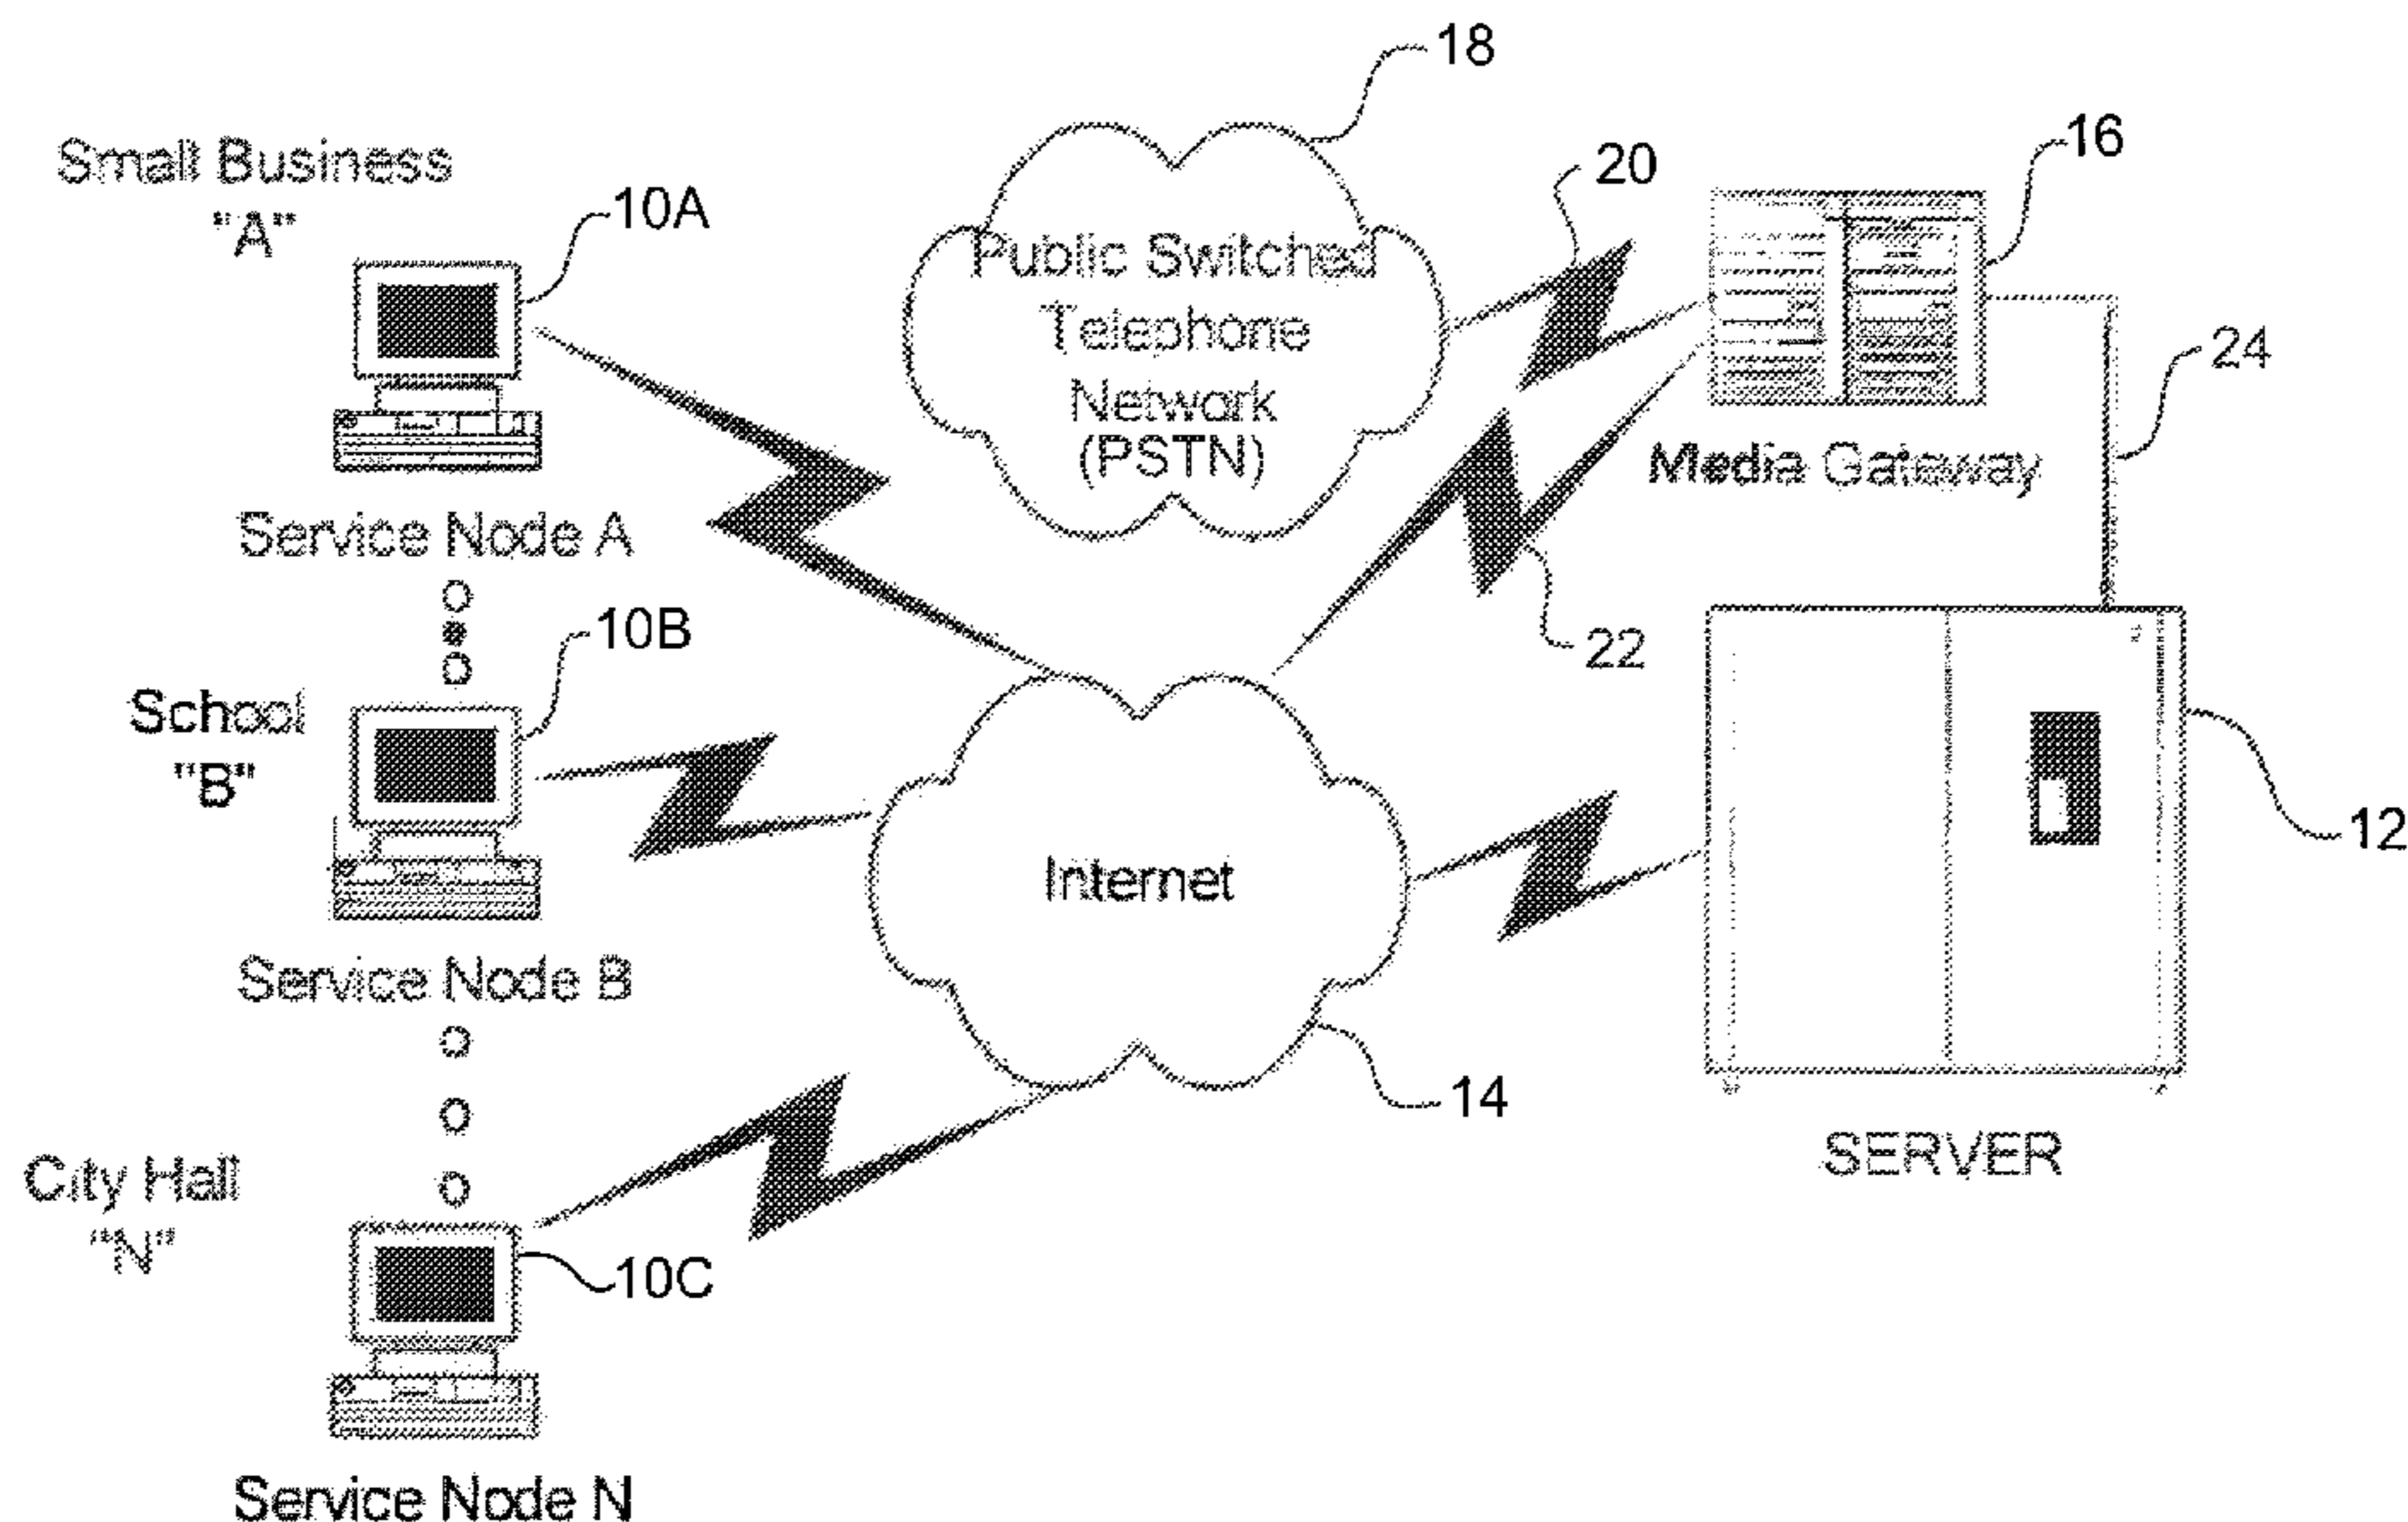 18
Small Business
"A"
10A
20
16
Public Switched
Telephone
Network
(PSTN)
24
Media Gateway
Service Node A
22
10B
School
"B"
12
Internet
Service Node B
14
SERVER
City Hall
"N"
10C
Service Node N